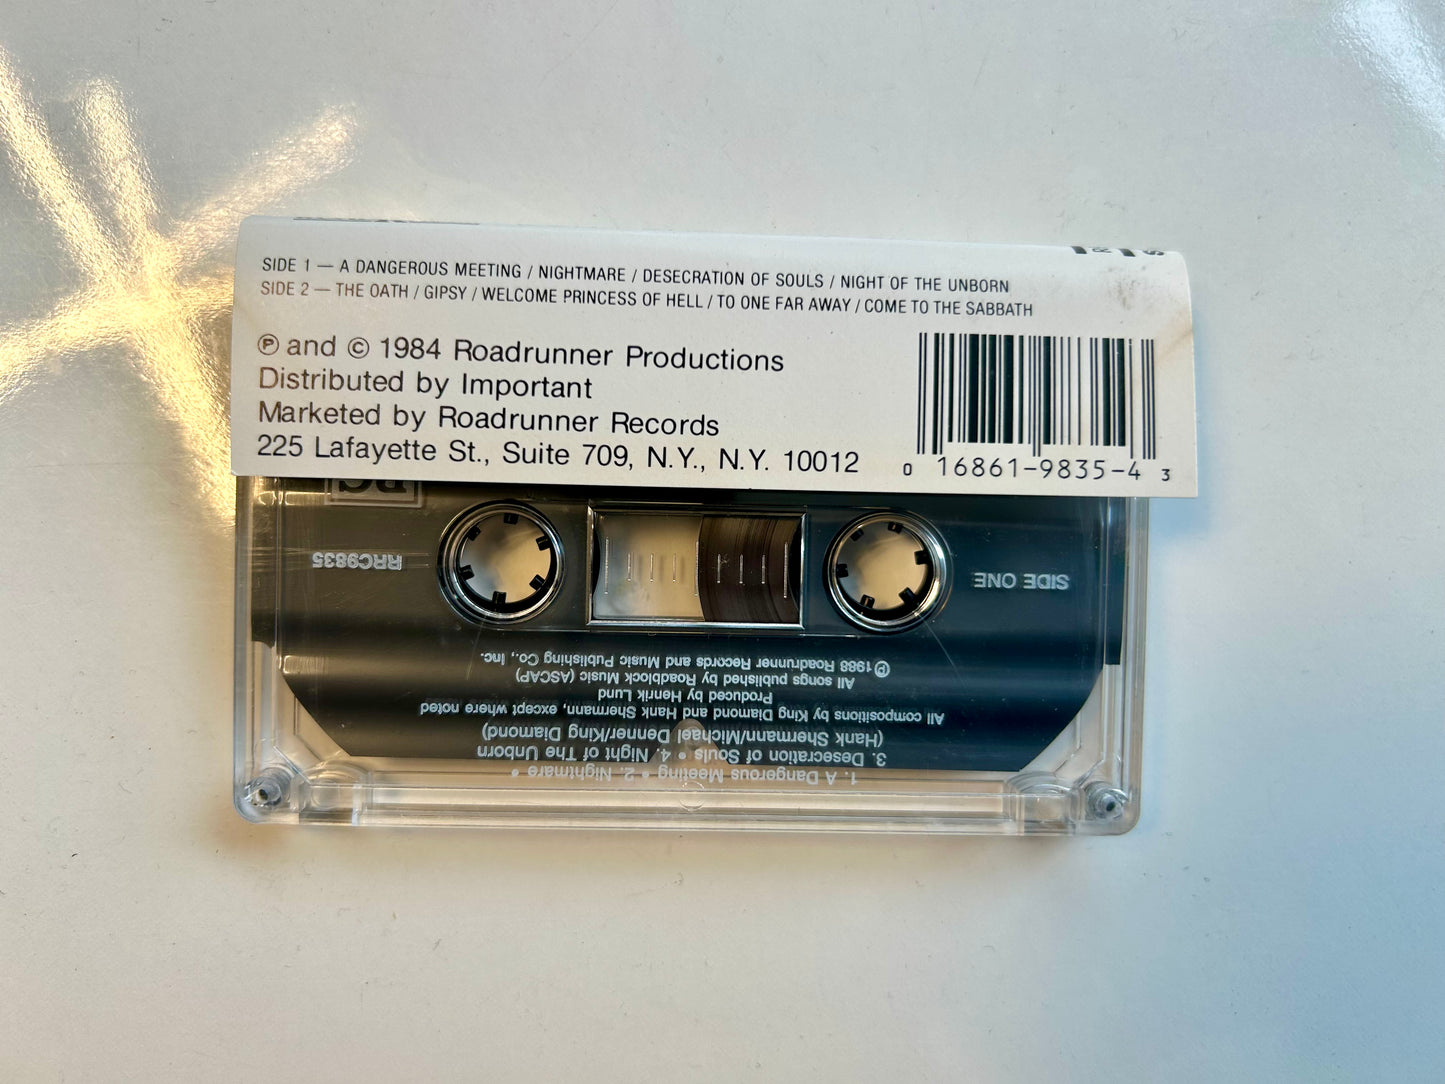 SIDE 1 — A DANGEROUS MEETING / NIGHTMARE / DESECRATION OF SOULS / NIGHT OF THE UNBORN
SIDE 2 — THE OATH / GIPSY / WELCOME PRINCESS OF HELL / TO ONE FAR AWAY / COME TO THE SABBATH
℗ and © 1984 Roadrunner Productions
Distributed by Important
Marketed by Roadrunner Records
225 Lafayette St., Suite 709, N.Y., N.Y. 10012
0 16861-9835-4 3
RRC9835
SIDE ONE
1. A Dangerous Meeting • 2. Nightmare •
3. Desecration of Souls • 4. Night of The Unborn
(Hank Shermann/Michael Denner/King Diamond)
All compositions by King Diamond and Hank Shermann, except where noted
Produced by Henrik Lund
All songs published by Roadblock Music (ASCAP)
℗1988 Roadrunner Records and Music Publishing Co., Inc.